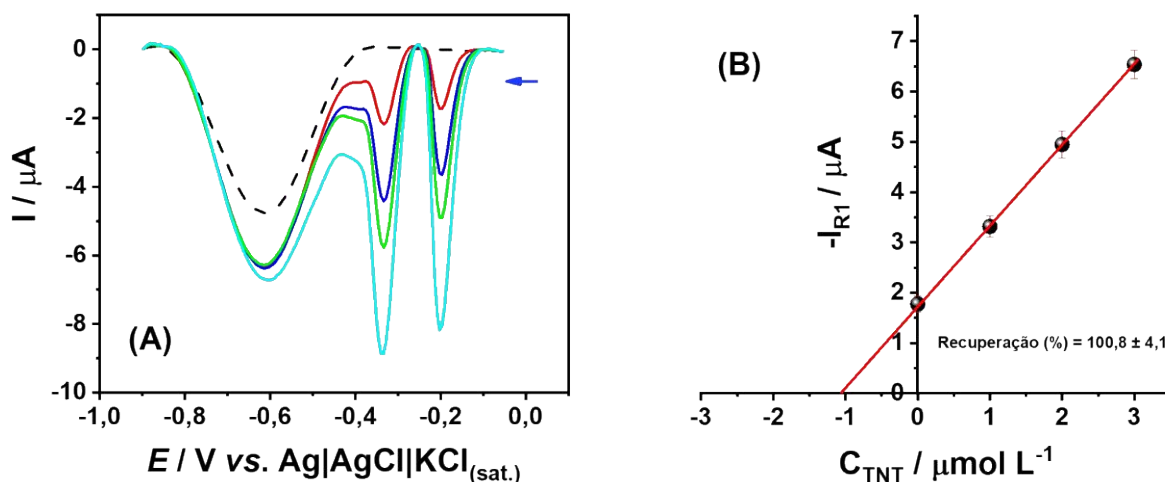 0
-2
-4
-6
-8
-10
I / μA
(A)
-1,0 -0,8 -0,6 -0,4 -0,2 0,0
E / V vs. Ag|AgCl|KCl(sat.)
(B)
7
6
5
4
3
2
1
0
-I_R1 / μA
Recuperação (%) = 100,8 ± 4,1
-3 -2 -1 0 1 2 3
C_TNT / μmol L⁻¹